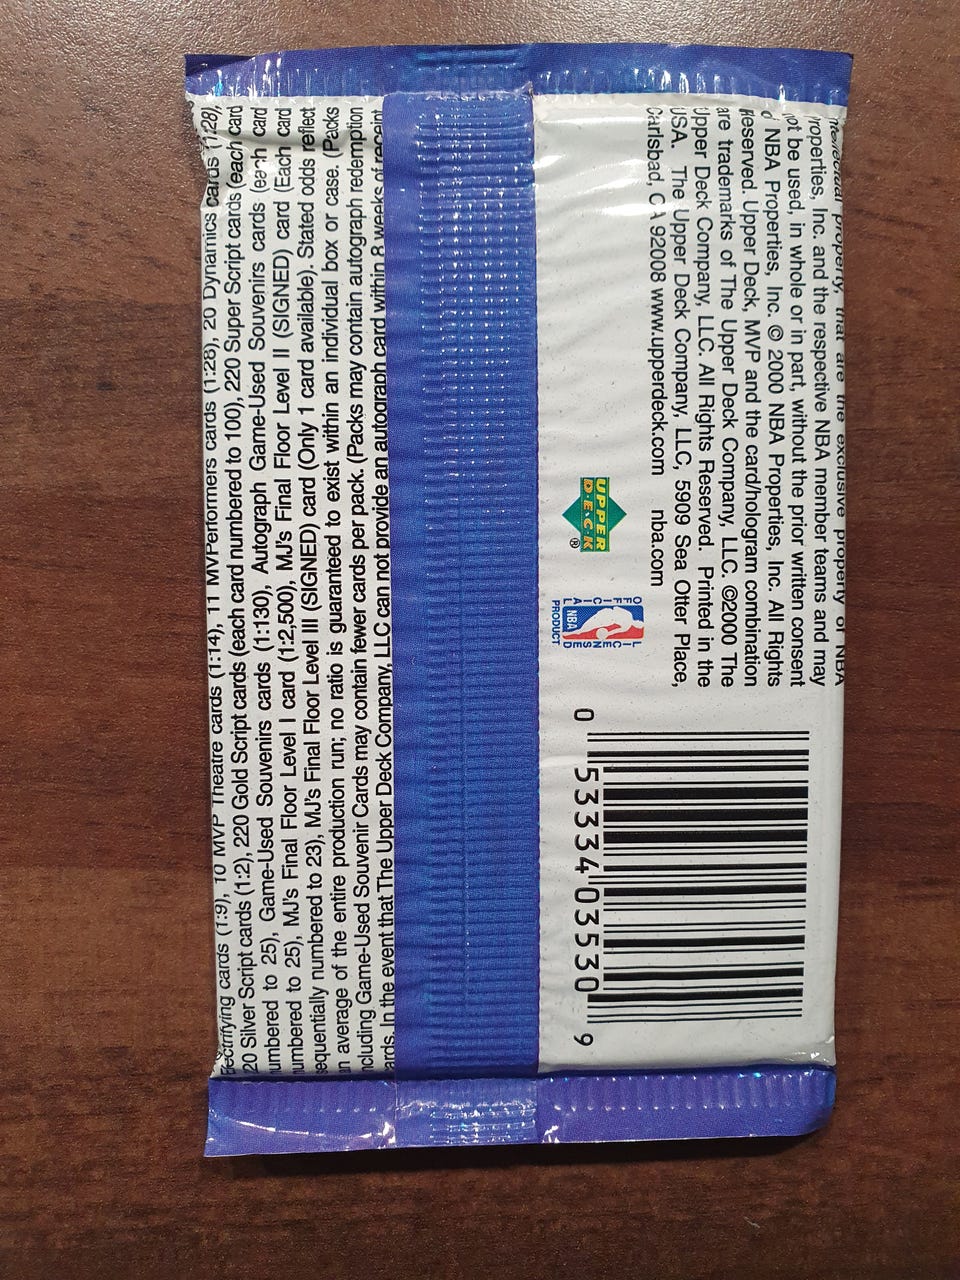 Electrifying cards (1:9), 10 MVP Theatre cards (1:14), 11 MVPerformers cards (1:28), 20 Dynamics cards (1:28),
20 Silver Script cards (1:2), 220 Gold Script cards (each card numbered to 100), 220 Super Script cards (each card
umbered to 25), Game-Used Souvenirs cards (1:130), Autograph Game-Used Souvenirs cards (each card
umbered to 25), MJ's Final Floor Level I card (1:2,500), MJ's Final Floor Level II (SIGNED) card (Each card
equentially numbered to 23), MJ's Final Floor Level III (SIGNED) card (Only 1 card available). Stated odds reflect
n average of the entire production run; no ratio is guaranteed to exist within an individual box or case. (Packs
ncluding Game-Used Souvenir Cards may contain fewer cards per pack. (Packs may contain autograph redemption
ards. In the event that The Upper Deck Company, LLC can not provide an autograph card within 8 weeks of receipt
intellectual property, that are the exclusive property of NBA
roperties, Inc. and the respective NBA member teams and may
ot be used, in whole or in part, without the prior written consent
NBA Properties, Inc. © 2000 NBA Properties, Inc. All Rights
Reserved. Upper Deck, MVP and the card/hologram combination
are trademarks of The Upper Deck Company, LLC. ©2000 The
Upper Deck Company, LLC. All Rights Reserved. Printed in the
USA. The Upper Deck Company, LLC, 5909 Sea Otter Place,
Carlsbad, CA 92008 www.upperdeck.com nba.com
UPPER
D·E·C·K ®
OFFICIAL LICENSED
NBA
PRODUCT
0 53334 03530 9